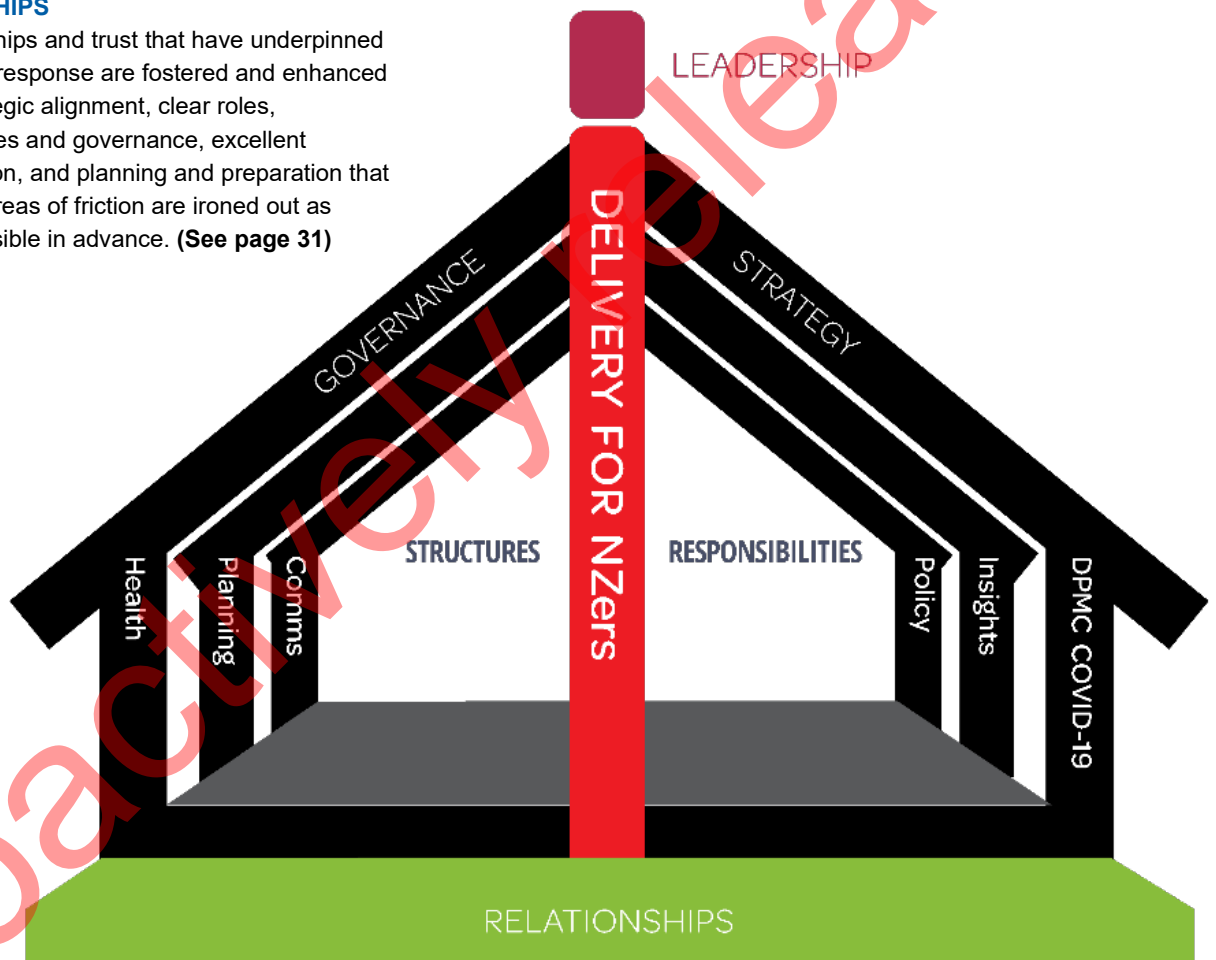 HIPS
hips and trust that have underpinned
response are fostered and enhanced
egic alignment, clear roles,
es and governance, excellent
on, and planning and preparation that
reas of friction are ironed out as
sible in advance. (See page 31)
LEADERSHIP
DELIVERY FOR NZers
GOVERNANCE
STRATEGY
STRUCTURES
RESPONSIBILITIES
Health
Planning
Comms
Policy
Insights
DPMC COVID-19
RELATIONSHIPS
oactively relea